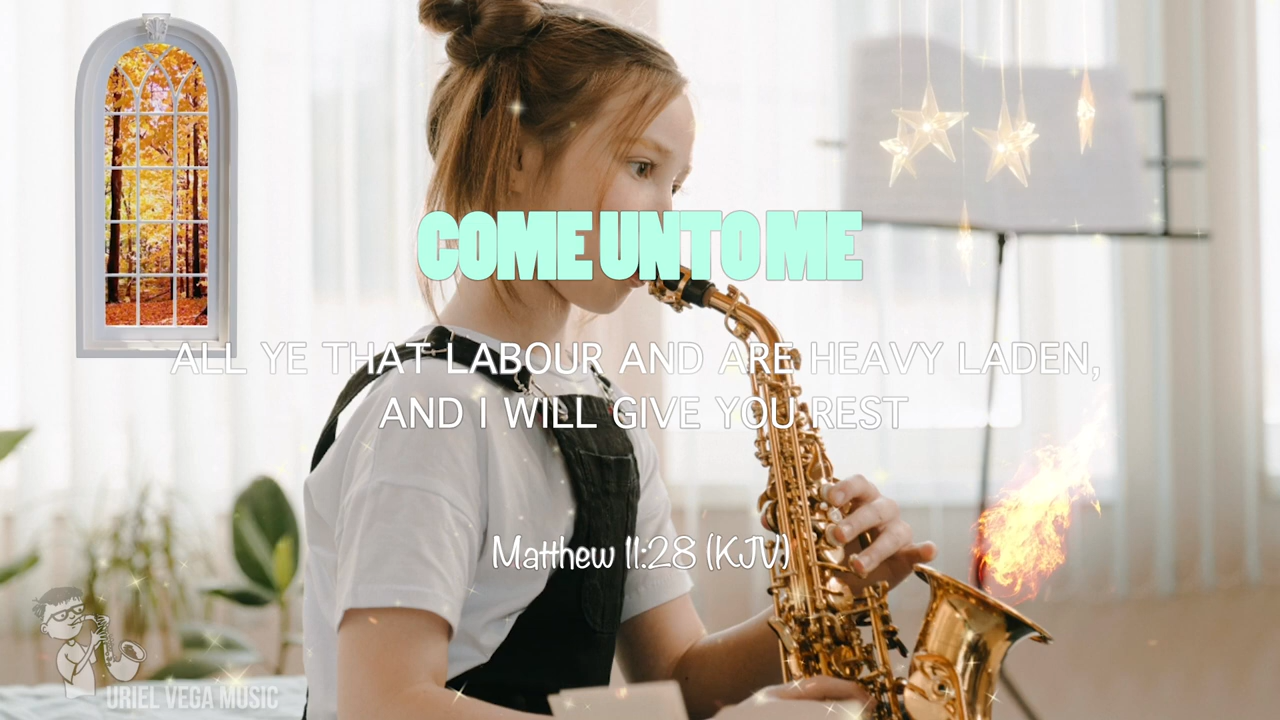 COME UNTO ME
ALL YE THAT LABOUR AND ARE HEAVY LADEN,
AND I WILL GIVE YOU REST
Matthew 11:28 (KJV)
URIEL VEGA MUSIC